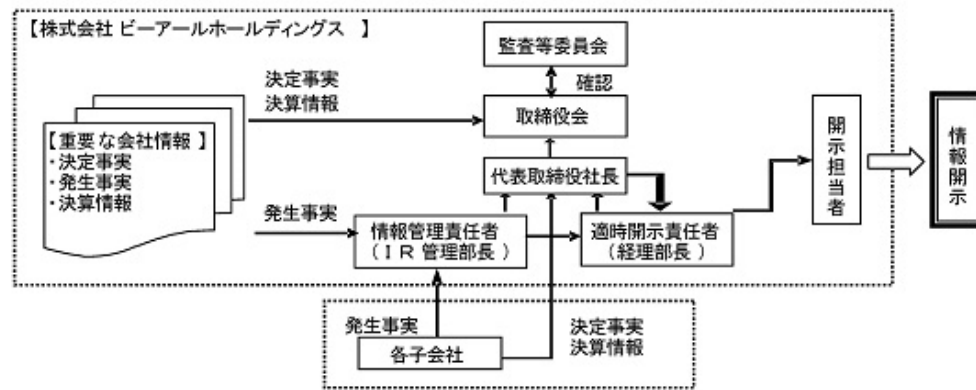 【株式会社 ビーアールホールディングス 】
監査等委員会
確認
決定事実
決算情報
取締役会
【重要な会社情報】
・決定事実
・発生事実
・決算情報
代表取締役社長
開示担当者
情報開示
発生事実
情報管理責任者
(ＩＲ 管理部長)
適時開示責任者
(経理部長)
発生事実
各子会社
決定事実
決算情報